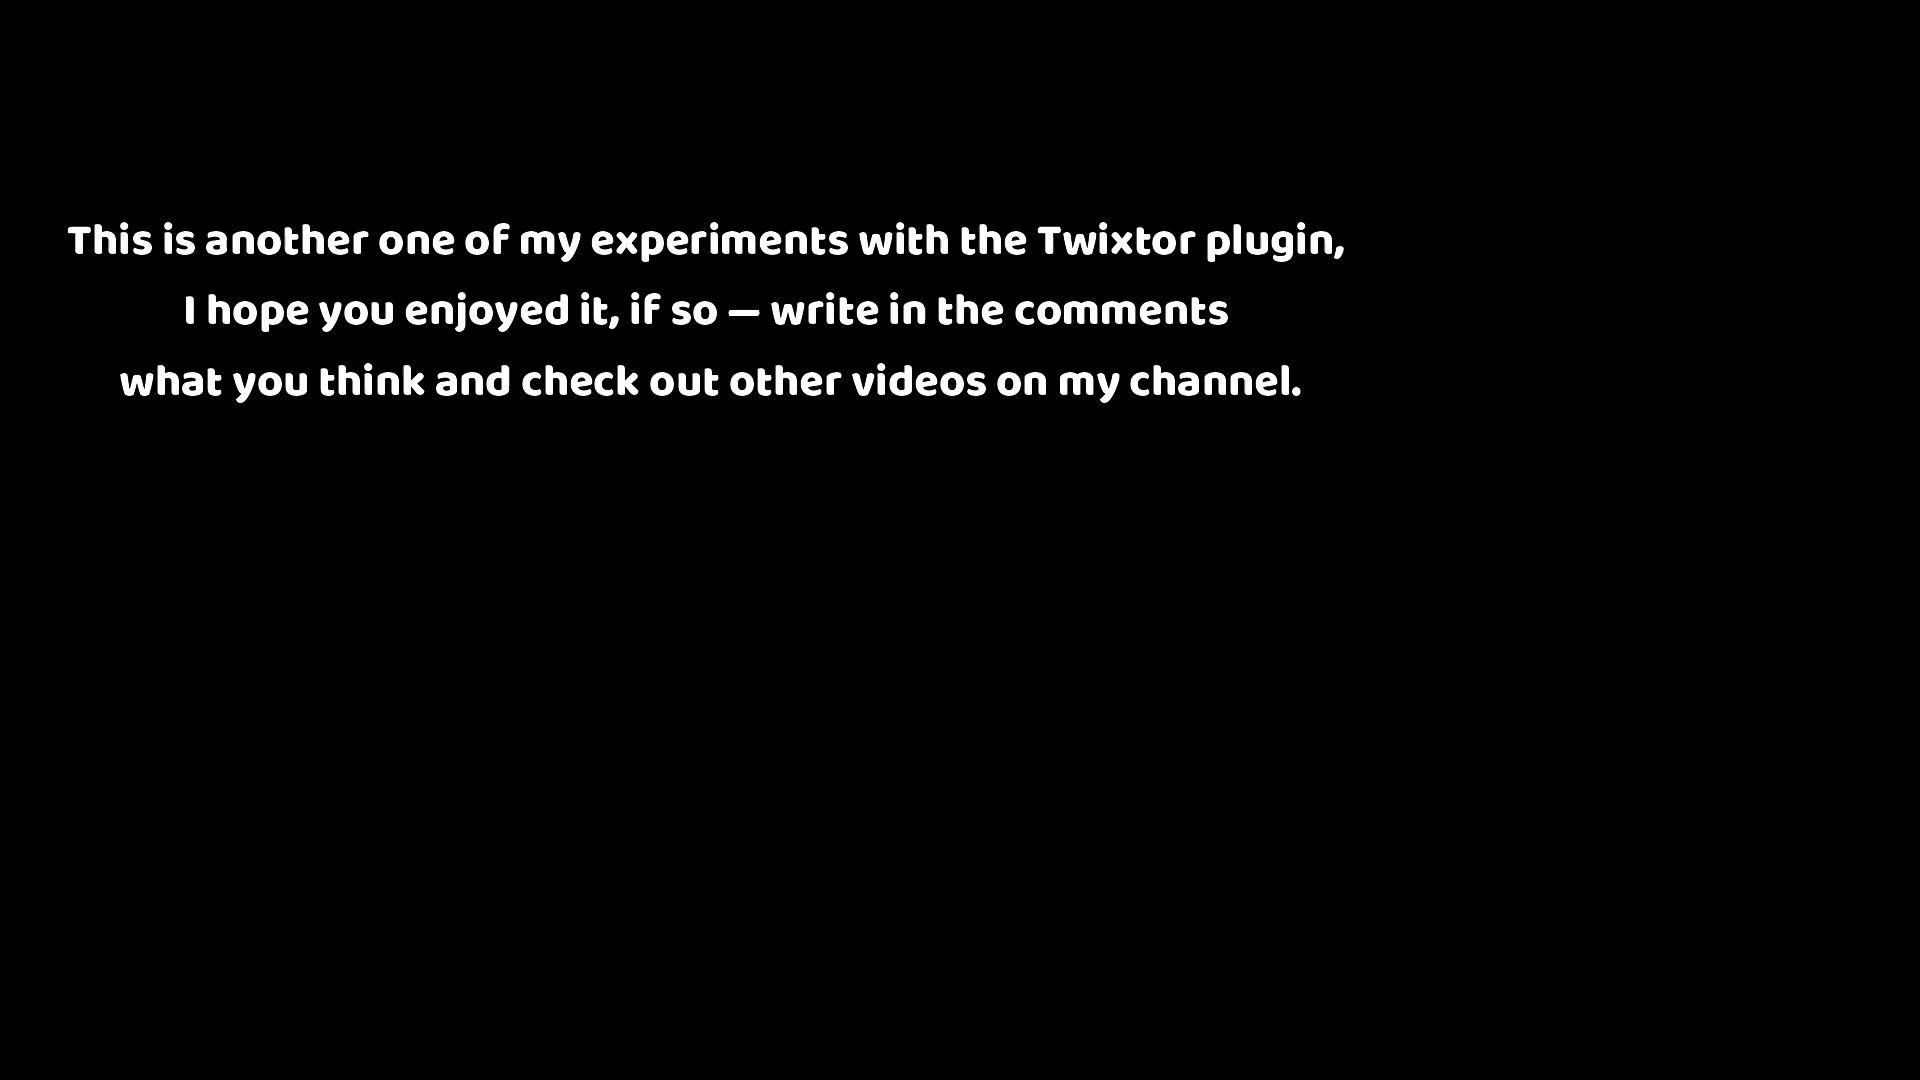 This is another one of my experiments with the Twixtor plugin,
I hope you enjoyed it, if so — write in the comments
what you think and check out other videos on my channel.